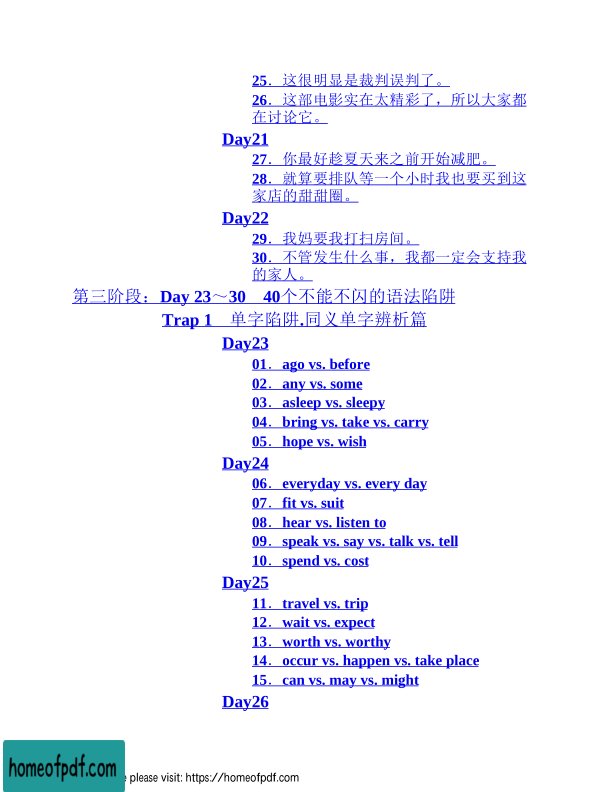 25．这很明显是裁判误判了。
26．这部电影实在太精彩了，所以大家都
在讨论它。
Day21
27．你最好趁夏天来之前开始减肥。
28．就算要排队等一个小时我也要买到这
家店的甜甜圈。
Day22
29．我妈要我打扫房间。
30．不管发生什么事，我都一定会支持我
的家人。
第三阶段：Day 23～30　40个不能不闪的语法陷阱
Trap 1　单字陷阱.同义单字辨析篇
Day23
01．ago vs. before
02．any vs. some
03．asleep vs. sleepy
04．bring vs. take vs. carry
05．hope vs. wish
Day24
06．everyday vs. every day
07．fit vs. suit
08．hear vs. listen to
09．speak vs. say vs. talk vs. tell
10．spend vs. cost
Day25
11．travel vs. trip
12．wait vs. expect
13．worth vs. worthy
14．occur vs. happen vs. take place
15．can vs. may vs. might
Day26
homeofpdf.com
please visit: https://homeofpdf.com